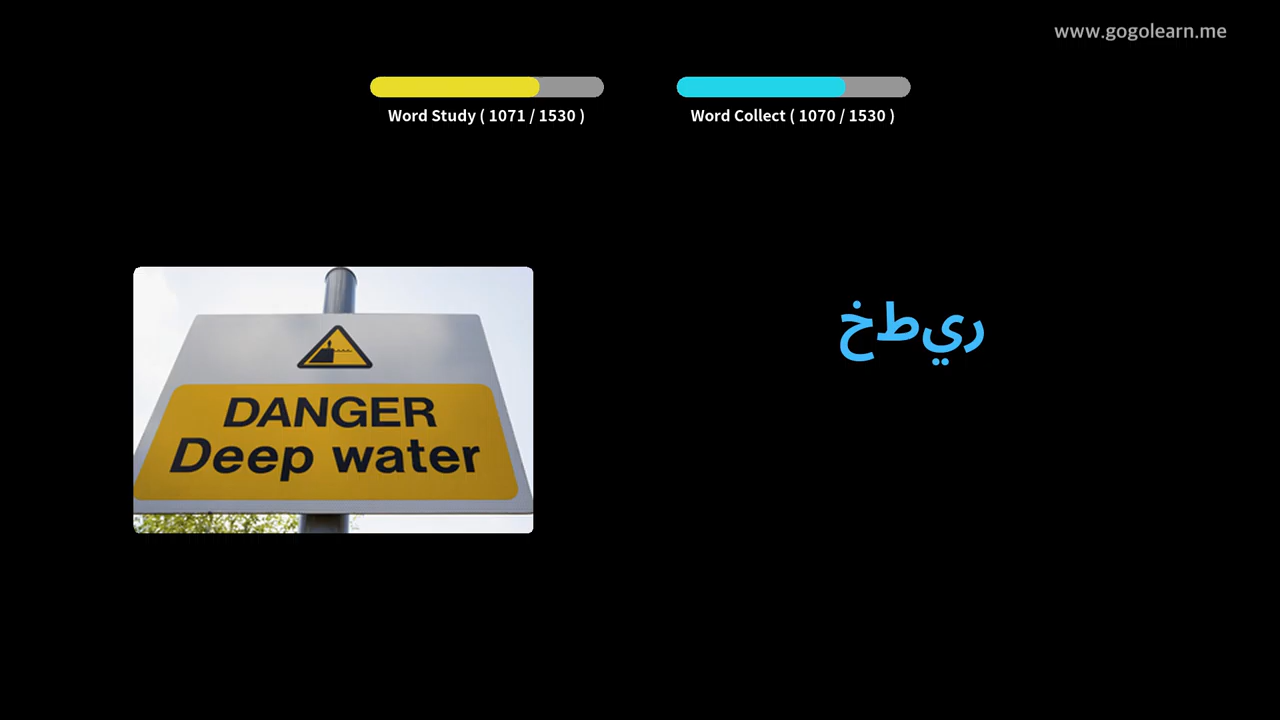 www.gogolearn.me
Word Study ( 1071 / 1530 )
Word Collect ( 1070 / 1530 )
DANGER
Deep water
ريطخ